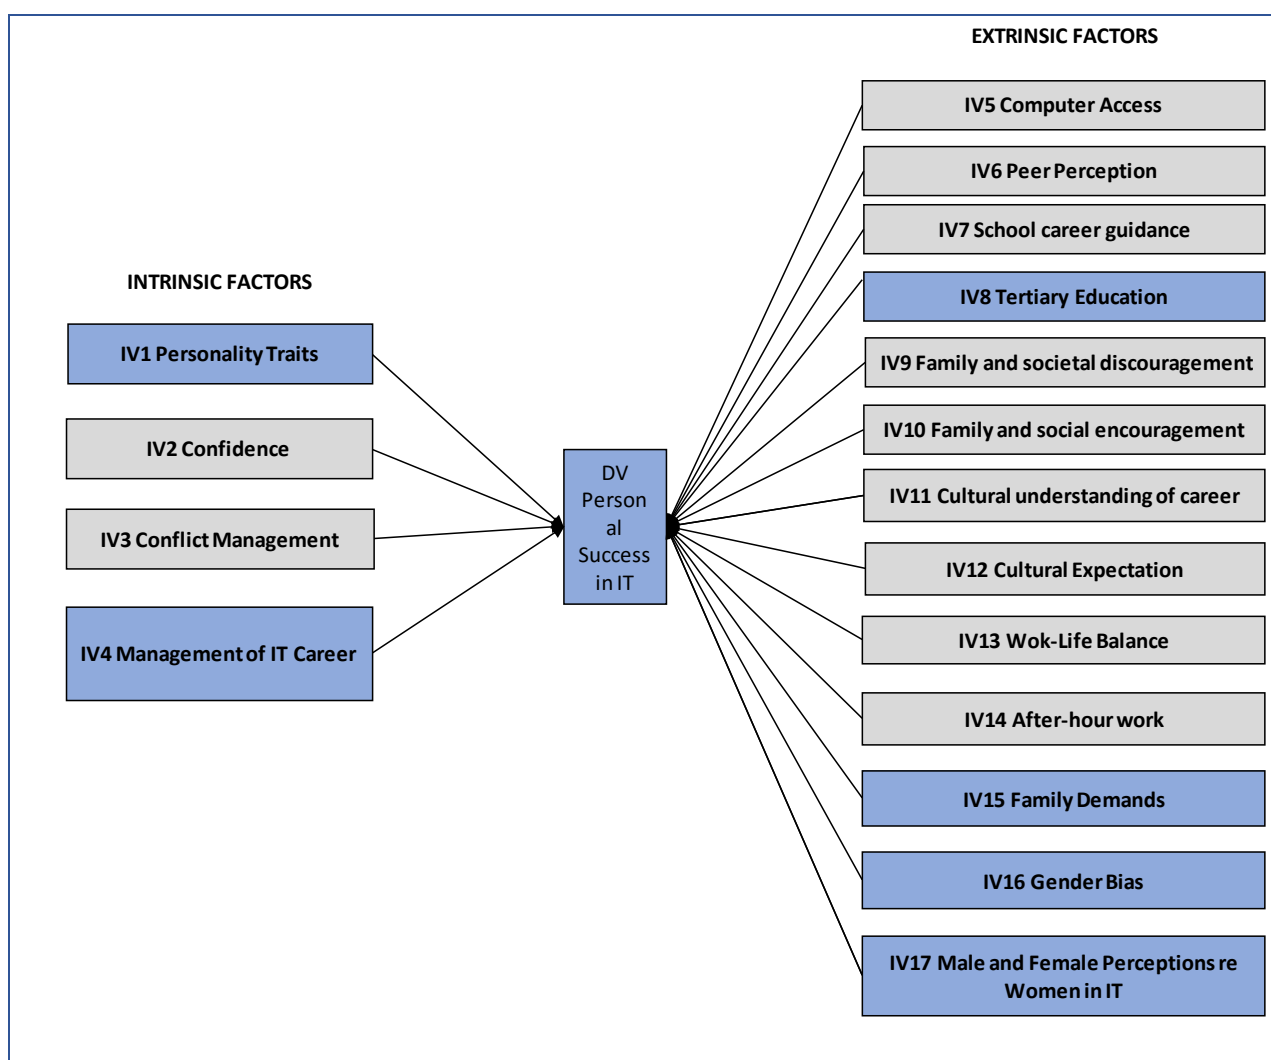 INTRINSIC FACTORS
IV1 Personality Traits
IV2 Confidence
IV3 Conflict Management
IV4 Management of IT Career
DV
Person
al
Success
in IT
EXTRINSIC FACTORS
IV5 Computer Access
IV6 Peer Perception
IV7 School career guidance
IV8 Tertiary Education
IV9 Family and societal discouragement
IV10 Family and social encouragement
IV11 Cultural understanding of career
IV12 Cultural Expectation
IV13 Wok-Life Balance
IV14 After-hour work
IV15 Family Demands
IV16 Gender Bias
IV17 Male and Female Perceptions re
Women in IT